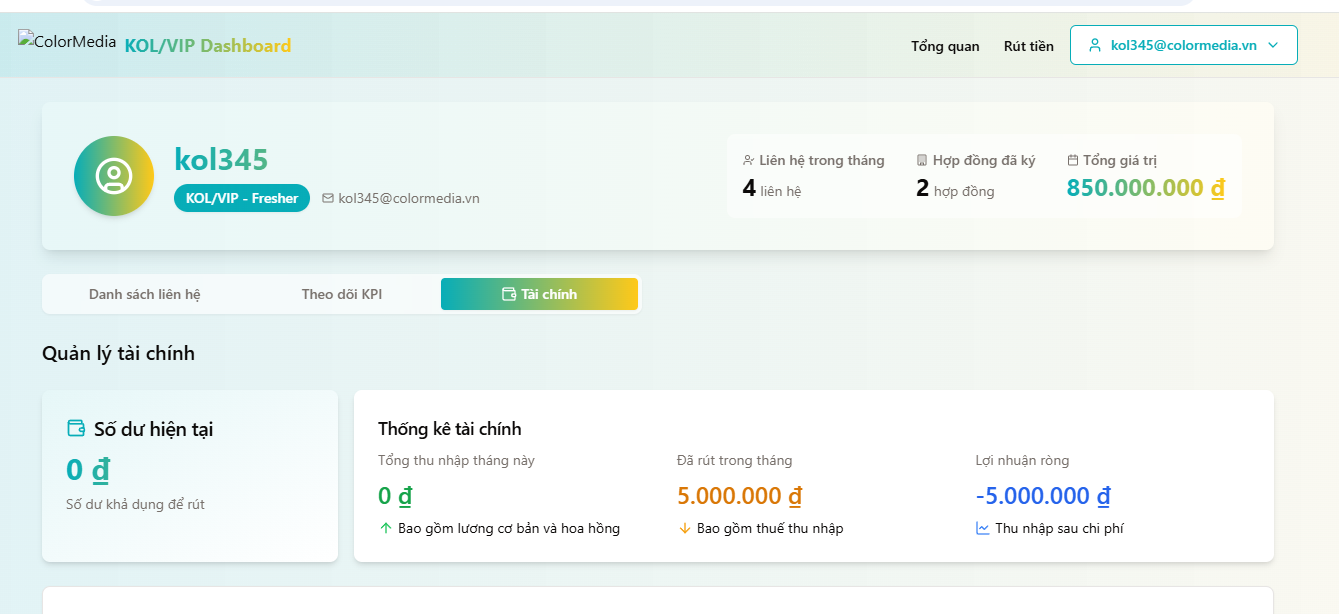 ColorMedia KOL/VIP Dashboard Tổng quan Rút tiền kol345@colormedia.vn
kol345
KOL/VIP - Fresher kol345@colormedia.vn
Liên hệ trong tháng Hợp đồng đã ký Tổng giá trị
4 liên hệ 2 hợp đồng 850.000.000 ₫
Danh sách liên hệ Theo dõi KPI Tài chính
Quản lý tài chính
Số dư hiện tại
0 ₫
Số dư khả dụng để rút
Thống kê tài chính
Tổng thu nhập tháng này Đã rút trong tháng Lợi nhuận ròng
0 ₫ 5.000.000 ₫ -5.000.000 ₫
Bao gồm lương cơ bản và hoa hồng Bao gồm thuế thu nhập Thu nhập sau chi phí